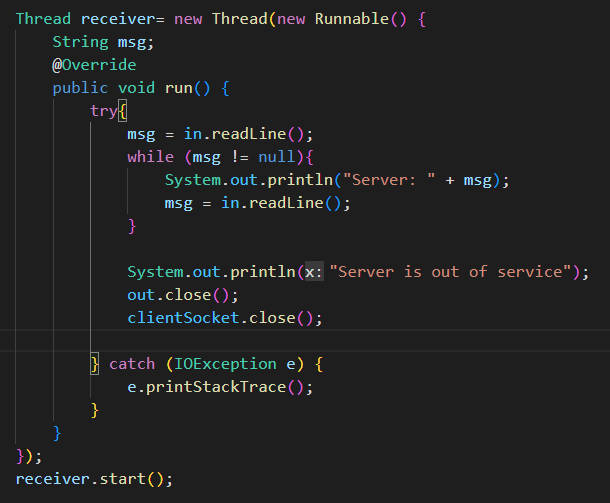 Thread receiver= new Thread(new Runnable() {
    String msg;
    @Override
    public void run() {
        try{
            msg = in.readLine();
            while (msg != null){
                System.out.println("Server: " + msg);
                msg = in.readLine();
            }

            System.out.println(x: "Server is out of service");
            out.close();
            clientSocket.close();

        } catch (IOException e) {
            e.printStackTrace();
        }
    }
});
receiver.start();